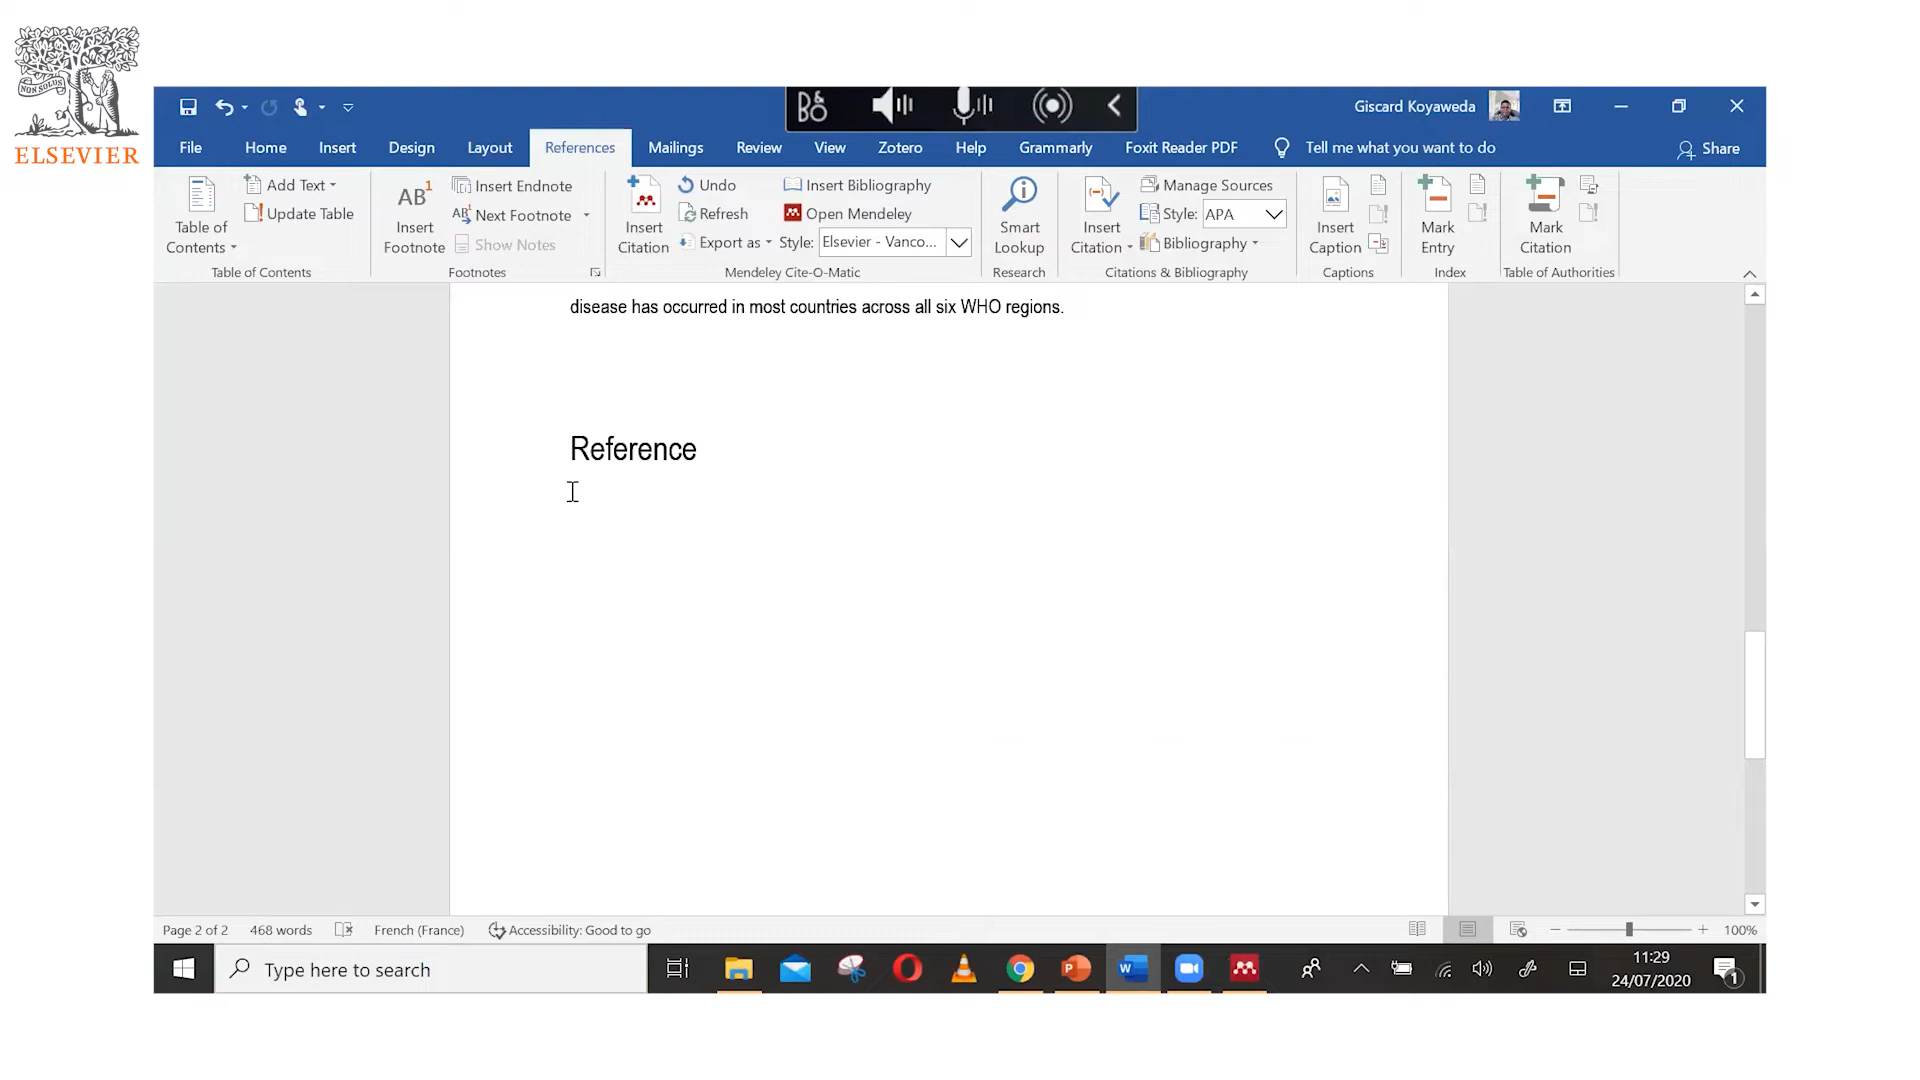 NON SOLUS
ELSEVIER
Giscard Koyaweda
File Home Insert Design Layout References Mailings Review View Zotero Help Grammarly Foxit Reader PDF Tell me what you want to do Share
Table of Contents
Add Text
Update Table
Table of Contents
AB1
Insert Footnote
Insert Endnote
Next Footnote
Show Notes
Footnotes
Insert Citation
Undo
Refresh
Export as
Insert Bibliography
Open Mendeley
Style: Elsevier - Vanco...
Mendeley Cite-O-Matic
Smart Lookup
Research
Insert Citation
Manage Sources
Style: APA
Bibliography
Citations & Bibliography
Insert Caption
Captions
Mark Entry
Index
Mark Citation
Table of Authorities
disease has occurred in most countries across all six WHO regions.
Reference
Page 2 of 2 468 words French (France) Accessibility: Good to go 100%
Type here to search
11:29
24/07/2020
1